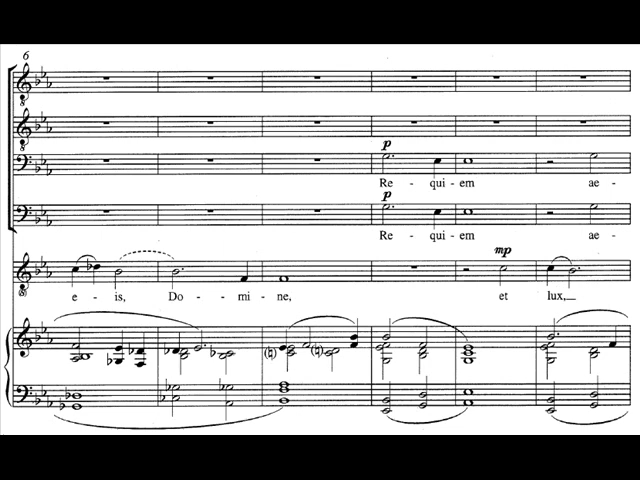 6
p
Re - qui - em ae-
p
Re - qui - em ae-
mp
e - is, Do - mi - ne, et lux,